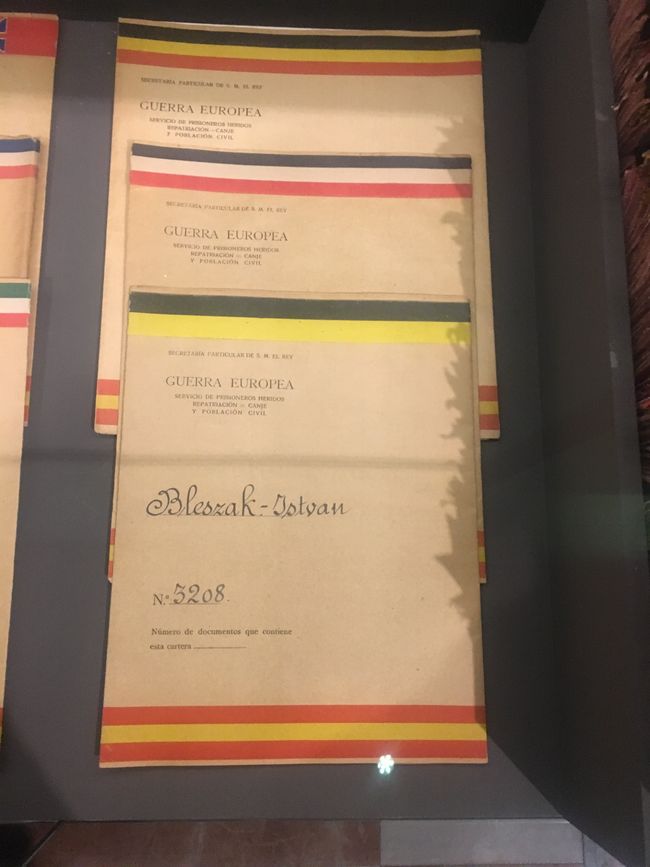 SECRETARÍA PARTICULAR DE S. M. EL REY
GUERRA EUROPEA
SERVICIO DE PRISIONEROS HERIDOS
REPATRIACIÓN - CANJE
Y POBLACIÓN CIVIL
SECRETARÍA PARTICULAR DE S. M. EL REY
GUERRA EUROPEA
SERVICIO DE PRISIONEROS HERIDOS
REPATRIACIÓN - CANJE
Y POBLACIÓN CIVIL
SECRETARÍA PARTICULAR DE S. M. EL REY
GUERRA EUROPEA
SERVICIO DE PRISIONEROS HERIDOS
REPATRIACIÓN - CANJE
Y POBLACIÓN CIVIL
Bleszak-Istvan
N.º 3208
Número de documentos que contiene
esta cartera